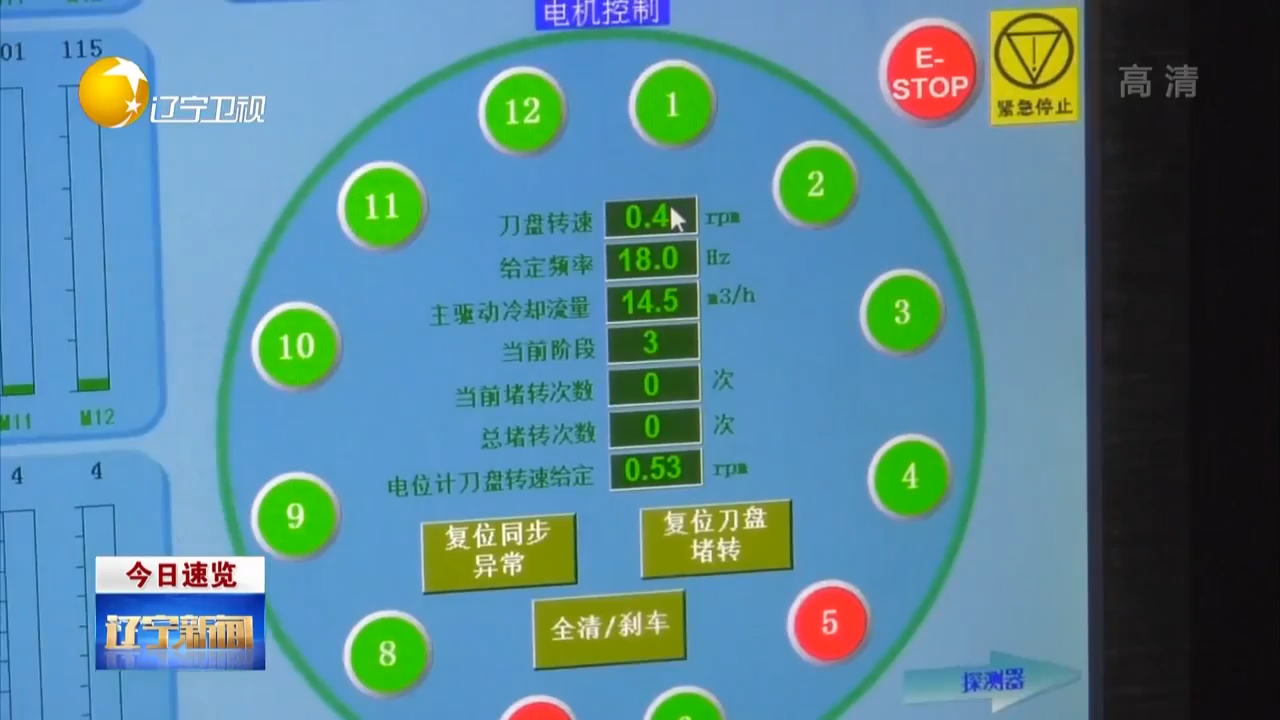 电机控制
01
115
辽宁卫视
12
1
E-
STOP
紧急停止
高清
11
2
刀盘转速 0.4 rpm
给定频率 18.0 Hz
主驱动冷却流量 14.5 m3/h
当前阶段 3
当前堵转次数 0 次
总堵转次数 0 次
电位计刀盘转速给定 0.53 rpm
10
3
M11
M12
4
4
9
4
复位同步
异常
复位刀盘
堵转
全清/刹车
今日速览
辽宁新闻
8
5
探测器